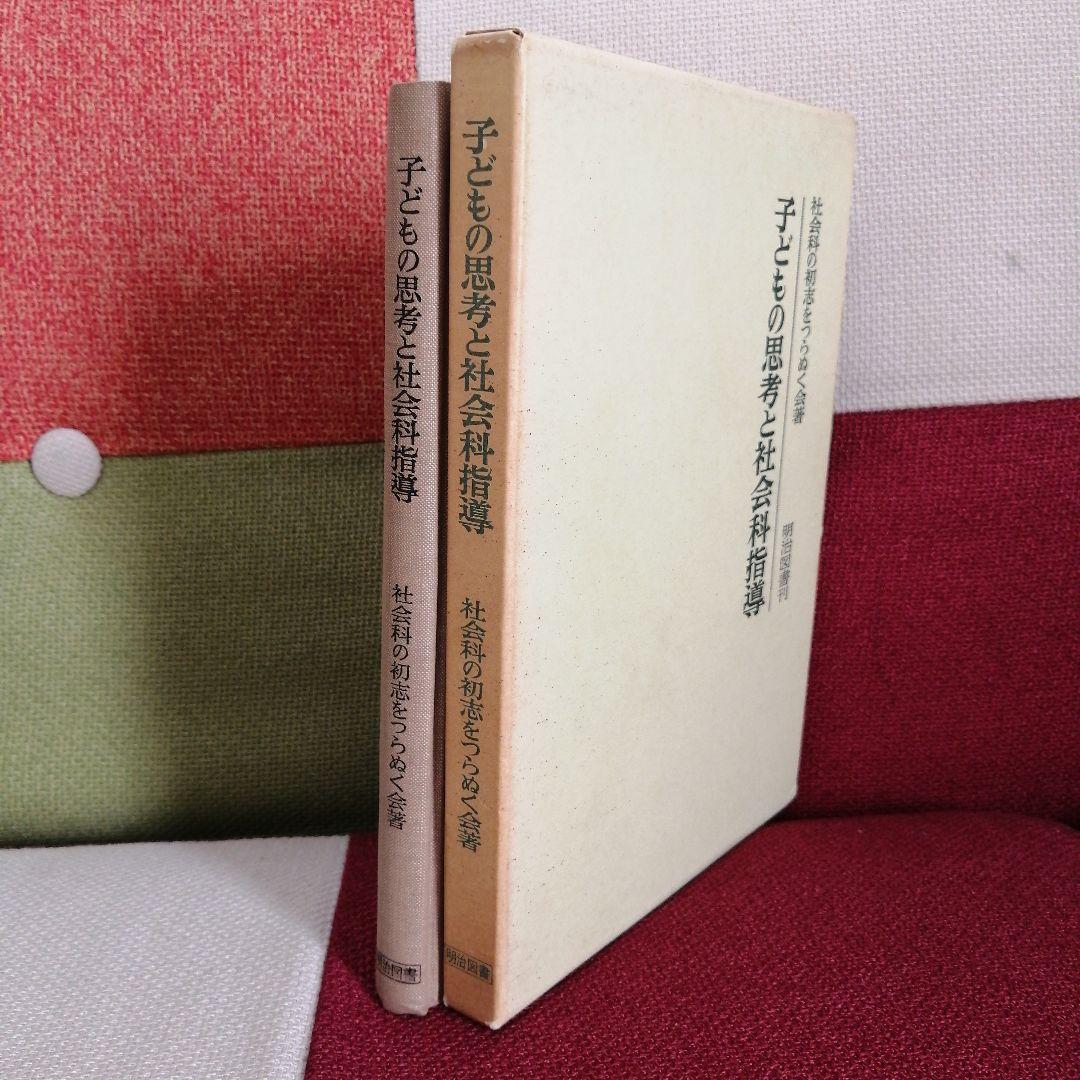 子どもの思考と社会科指導
社会科の初志をつらぬく会著
明治図書
子どもの思考と社会科指導
社会科の初志をつらぬく会著
明治図書
社会科の初志をつらぬく会著
子どもの思考と社会科指導
明治図書刊